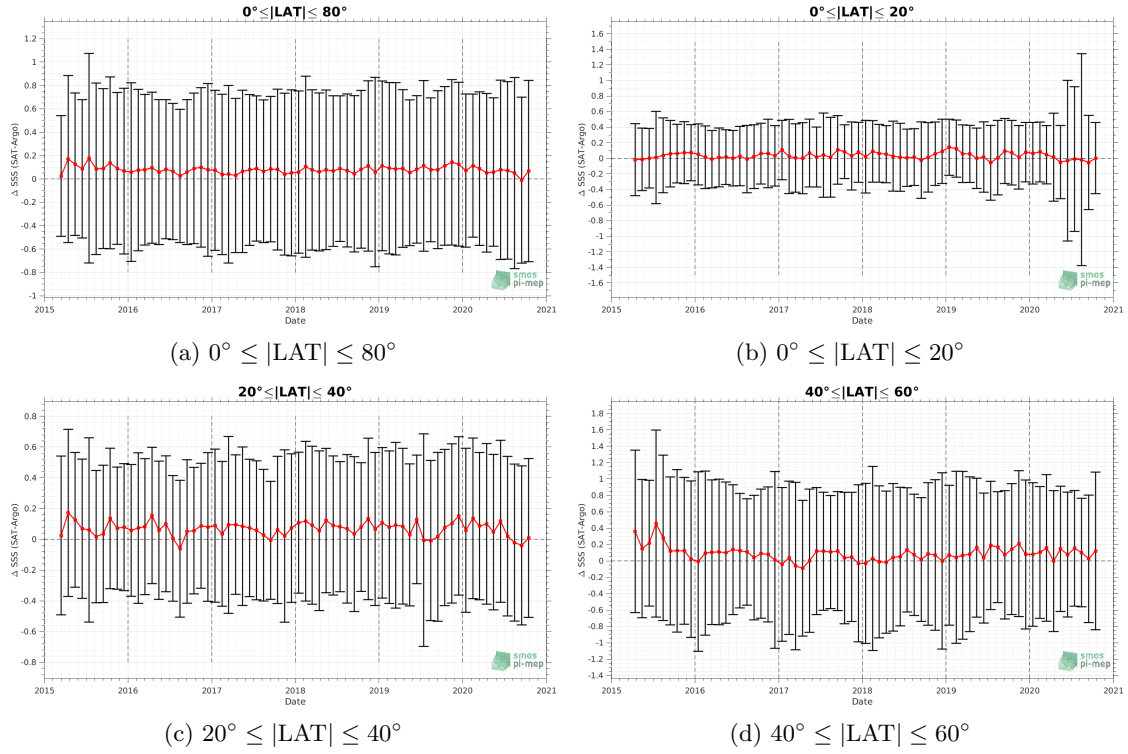 0°≤|LAT|≤ 80°
1.2
1
0.8
0.6
0.4
0.2
0
-0.2
-0.4
-0.6
-0.8
-1
Δ SSS (SAT-Argo)
2015 2016 2017 2018 2019 2020 2021
Date
smos
pi-mep
(a) 0° ≤ |LAT| ≤ 80°
0°≤|LAT|≤ 20°
1.6
1.4
1.2
1
0.8
0.6
0.4
0.2
0
-0.2
-0.4
-0.6
-0.8
-1
-1.2
-1.4
-1.6
Δ SSS (SAT-Argo)
2015 2016 2017 2018 2019 2020 2021
Date
smos
pi-mep
(b) 0° ≤ |LAT| ≤ 20°
20°≤|LAT|≤ 40°
0.8
0.6
0.4
0.2
0
-0.2
-0.4
-0.6
-0.8
Δ SSS (SAT-Argo)
2015 2016 2017 2018 2019 2020 2021
Date
smos
pi-mep
(c) 20° ≤ |LAT| ≤ 40°
40°≤|LAT|≤ 60°
1.8
1.6
1.4
1.2
1
0.8
0.6
0.4
0.2
0
-0.2
-0.4
-0.6
-0.8
-1
-1.2
-1.4
Δ SSS (SAT-Argo)
2015 2016 2017 2018 2019 2020 2021
Date
smos
pi-mep
(d) 40° ≤ |LAT| ≤ 60°